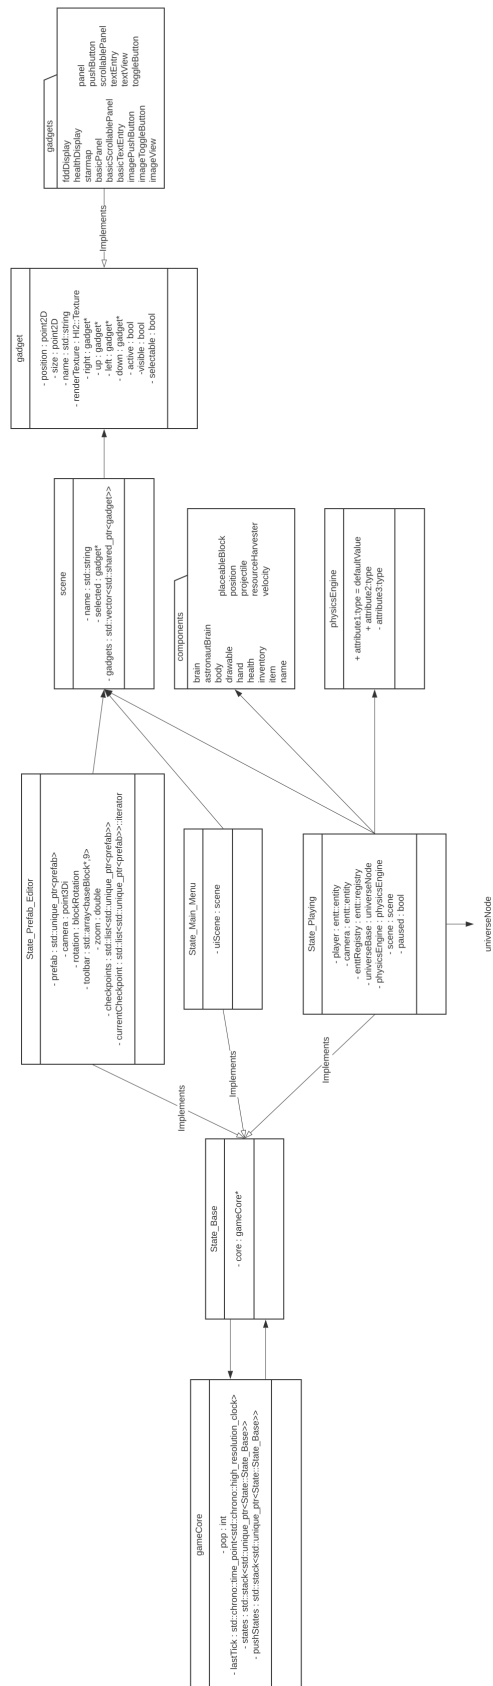 gameCore
- pop : int
- lastTick : std::chrono::time_point<std::chrono::high_resolution_clock>
- states : std::stack<std::unique_ptr<State::State_Base>>
- pushStates : std::stack<std::unique_ptr<State::State_Base>>
State_Base
- core : gameCore*
Implements
Implements
Implements
State_Prefab_Editor
- prefab : std::unique_ptr<prefab>
- camera : point3Di
- rotation : blockRotation
- toolbar : std::array<baseBlock*,9>
- zoom : double
- checkpoints : std::list<std::unique_ptr<prefab>>
- currentCheckpoint : std::list<std::unique_ptr<prefab>>::iterator
State_Main_Menu
- uiScene : scene
State_Playing
- player : entt::entity
- camera : entt::entity
- enttRegistry : entt::registry
- universeBase : universeNode
- physicsEngine : physicsEngine
- scene : scene
- paused : bool
universeNode
scene
- name : std::string
- selected : gadget*
- gadgets : std::vector<std::shared_ptr<gadget>>
components
brain
astronautBrain
body
drawable
hand
health
inventory
item
name
placeableBlock
position
projectile
resourceHarvester
velocity
physicsEngine
+ attribute1:type = defaultValue
+ attribute2:type
- attribute3:type
gadget
- position : point2D
- size : point2D
- name : std::string
- renderTexture : HI2::Texture
- right : gadget*
- up : gadget*
- left : gadget*
- down : gadget*
- active : bool
-visible : bool
- selectable : bool
Implements
gadgets
fddDisplay
healthDisplay
starmap
basicPanel
basicScrollablePanel
basicTextEntry
imagePushButton
imageToggleButton
imageView
panel
pushButton
scrollablePanel
textEntry
textView
toggleButton